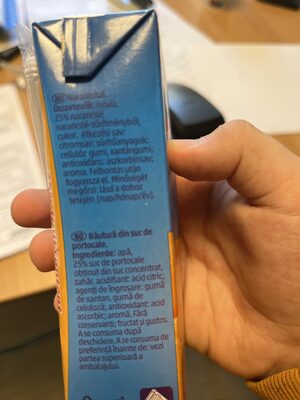 HU Narancsital.
Összetevők: ivóvíz,
25% narancslé
narancslé-sűrítményből,
cukor, étkezési sav:
citromsav; sűrítőanyagok:
cellulóz gumi, xantángumi;
antioxidáns: aszkorbinsav;
aroma. Felbontás után
fogyassza el. Minőségét
megőrzi: lásd a doboz
tetején (nap/hónap/év).
RO Băutură din suc de
portocale.
Ingrediente: apă,
25% suc de portocale
obținut din suc concentrat,
zahăr, acidifiant: acid citric;
agenți de îngroșare: gumă
de xantan, gumă de
celuloză; antioxidant: acid
ascorbic; aromă. Fără
conservanți; fructat și gustos.
A se consuma după
deschidere. A se consuma de
preferință înainte de: vezi
partea superioară a
ambalajului.